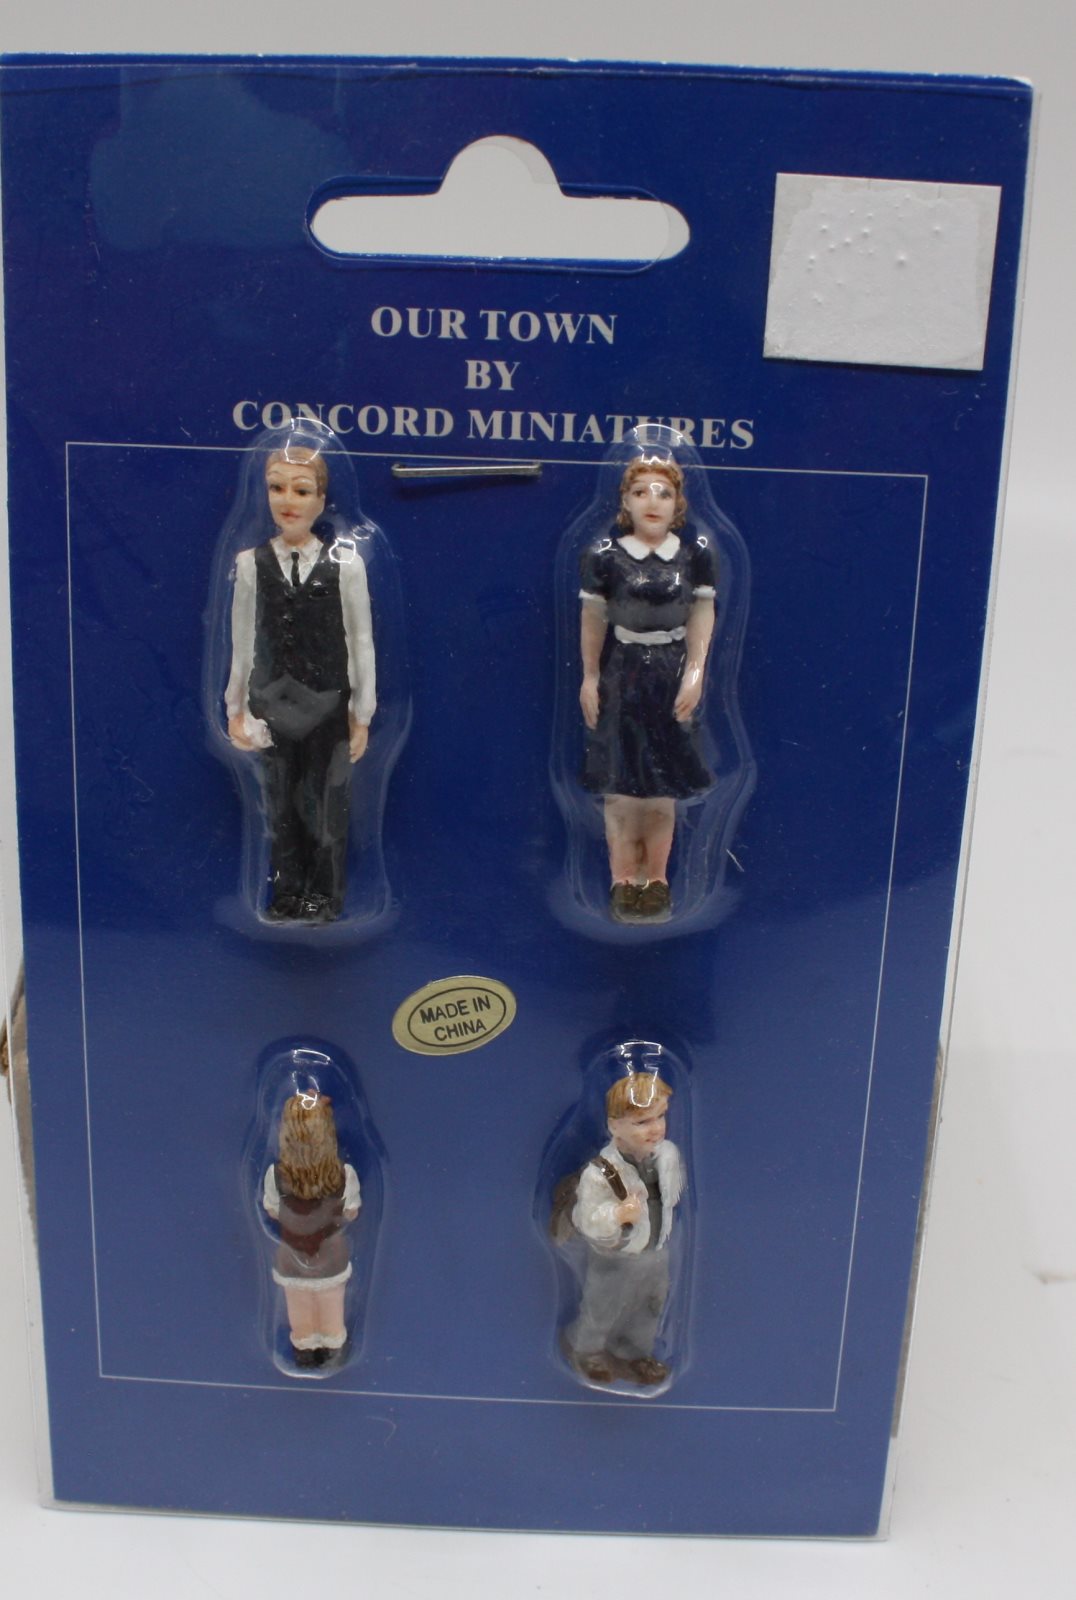 OUR TOWN
BY
CONCORD MINIATURES
MADE IN
CHINA